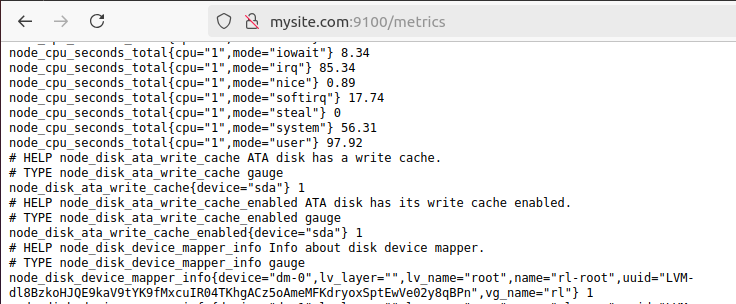 mysite.com:9100/metrics
node_cpu_seconds_total{cpu="1",mode="iowait"} 8.34
node_cpu_seconds_total{cpu="1",mode="irq"} 85.34
node_cpu_seconds_total{cpu="1",mode="nice"} 0.89
node_cpu_seconds_total{cpu="1",mode="softirq"} 17.74
node_cpu_seconds_total{cpu="1",mode="steal"} 0
node_cpu_seconds_total{cpu="1",mode="system"} 56.31
node_cpu_seconds_total{cpu="1",mode="user"} 97.92
# HELP node_disk_ata_write_cache ATA disk has a write cache.
# TYPE node_disk_ata_write_cache gauge
node_disk_ata_write_cache{device="sda"} 1
# HELP node_disk_ata_write_cache_enabled ATA disk has its write cache enabled.
# TYPE node_disk_ata_write_cache_enabled gauge
node_disk_ata_write_cache_enabled{device="sda"} 1
# HELP node_disk_device_mapper_info Info about disk device mapper.
# TYPE node_disk_device_mapper_info gauge
node_disk_device_mapper_info{device="dm-0",lv_layer="",lv_name="root",name="rl-root",uuid="LVM-
dl8BzkoHJQE9kaV9tYK9fMxcuIR04TKhgACz5oAmeMFKdryoxSptEwVe02y8qBPn",vg_name="rl"} 1